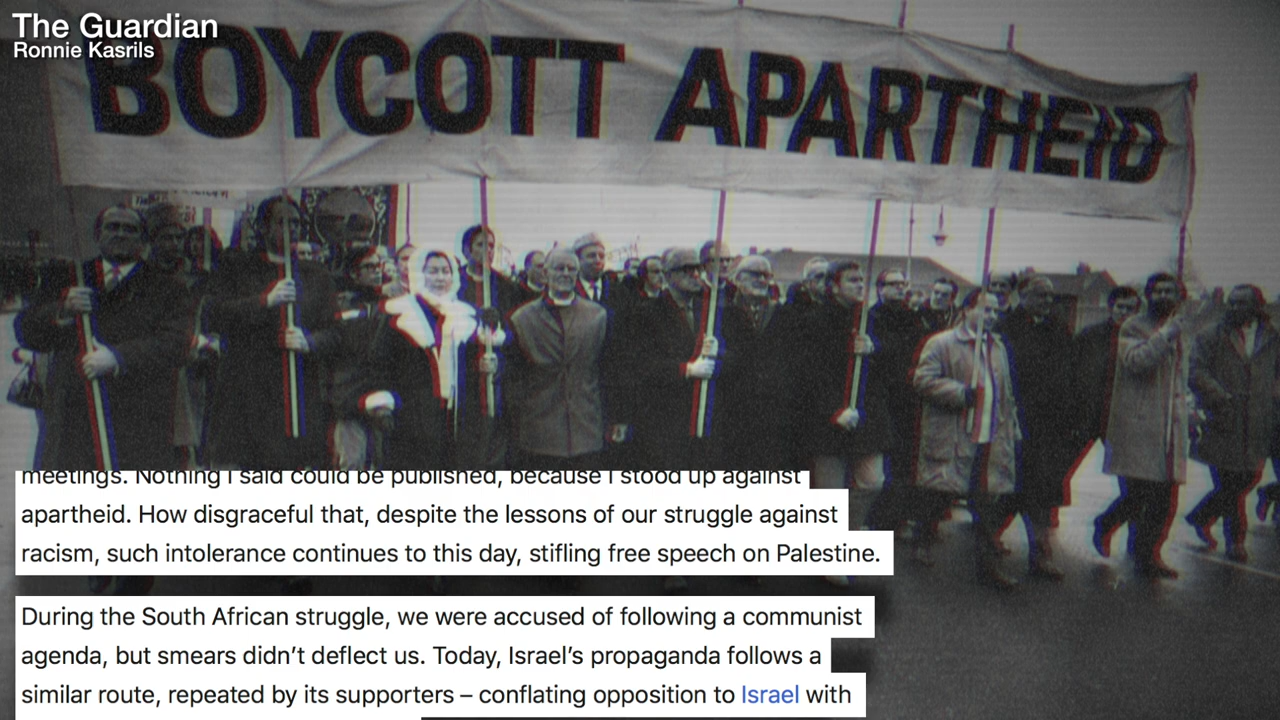 The Guardian
Ronnie Kasrils
BOYCOTT APARTHEID
meetings. Nothing I said could be published, because I stood up against
apartheid. How disgraceful that, despite the lessons of our struggle against
racism, such intolerance continues to this day, stifling free speech on Palestine.
During the South African struggle, we were accused of following a communist
agenda, but smears didn’t deflect us. Today, Israel’s propaganda follows a
similar route, repeated by its supporters – conflating opposition to Israel with